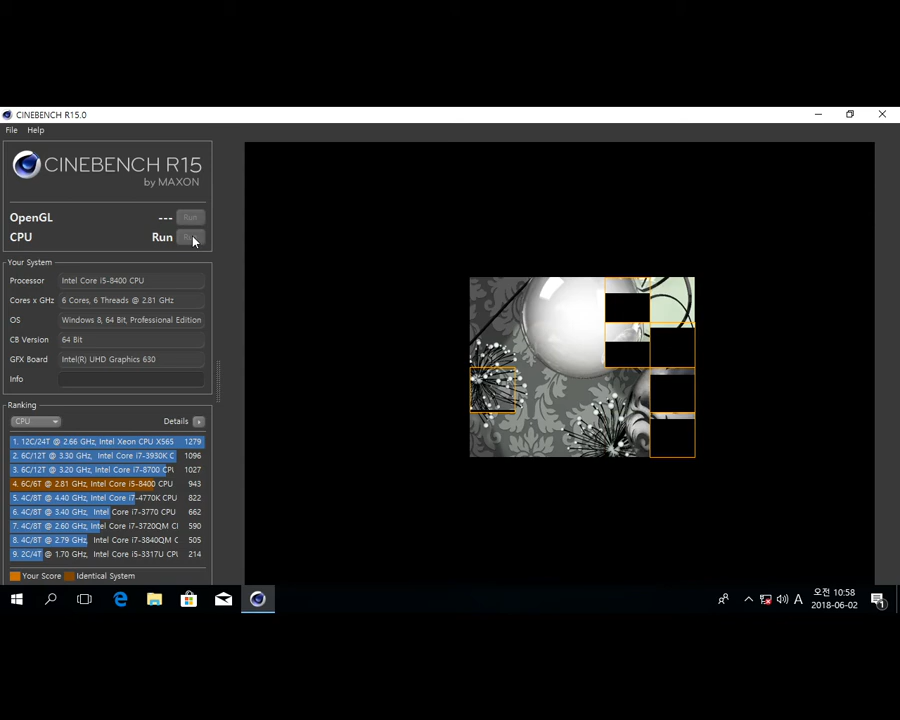 CINEBENCH R15.0
File Help
CINEBENCH R15
by MAXON
OpenGL --- Run
CPU Run
Your System
Processor Intel Core i5-8400 CPU
Cores x GHz 6 Cores, 6 Threads @ 2.81 GHz
OS Windows 8, 64 Bit, Professional Edition
CB Version 64 Bit
GFX Board Intel(R) UHD Graphics 630
Info
Ranking
CPU Details
1. 12C/24T @ 2.66 GHz, Intel Xeon CPU X565 1279
2. 6C/12T @ 3.30 GHz, Intel Core i7-3930K C 1096
3. 6C/12T @ 3.20 GHz, Intel Core i7-8700 CPU 1027
4. 6C/6T @ 2.81 GHz, Intel Core i5-8400 CPU 943
5. 4C/8T @ 4.40 GHz, Intel Core i7-4770K CPU 822
6. 4C/8T @ 3.40 GHz, Intel Core i7-3770 CPU 662
7. 4C/8T @ 2.60 GHz, Intel Core i7-3720QM CI 590
8. 4C/8T @ 2.79 GHz, Intel Core i7-3840QM C 505
9. 2C/4T @ 1.70 GHz, Intel Core i5-3317U CPU 214
Your Score Identical System
A
오전 10:58
2018-06-02
1